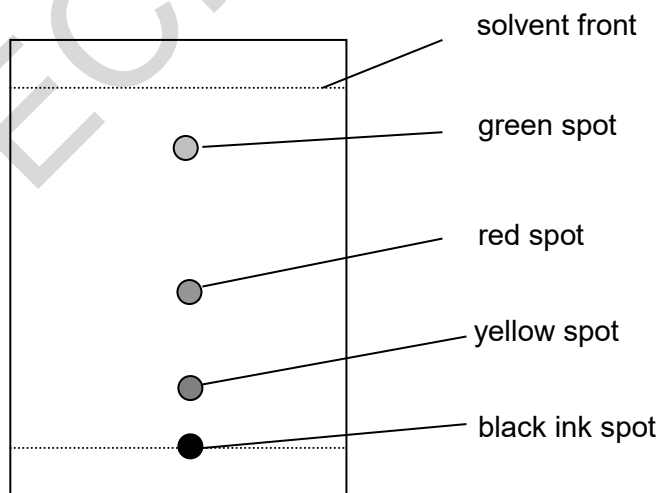 solvent front
green spot
red spot
yellow spot
black ink spot